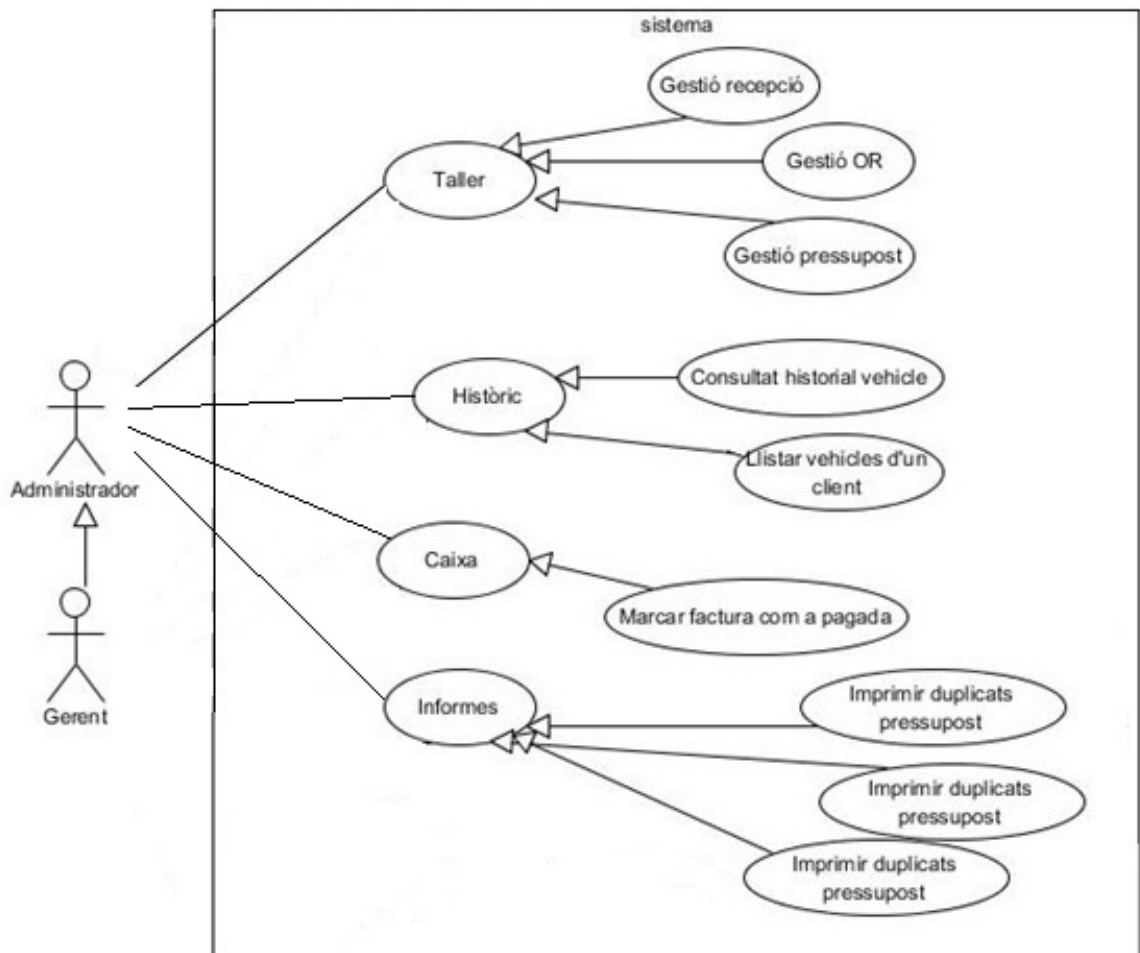 sistema
Gestió recepció
Gestió OR
Taller
Gestió pressupost
Consultat historial vehicle
Històric
Llistar vehicles d'un
client
Administrador
Caixa
Marcar factura com a pagada
Gerent
Informes
Imprimir duplicats
pressupost
Imprimir duplicats
pressupost
Imprimir duplicats
pressupost